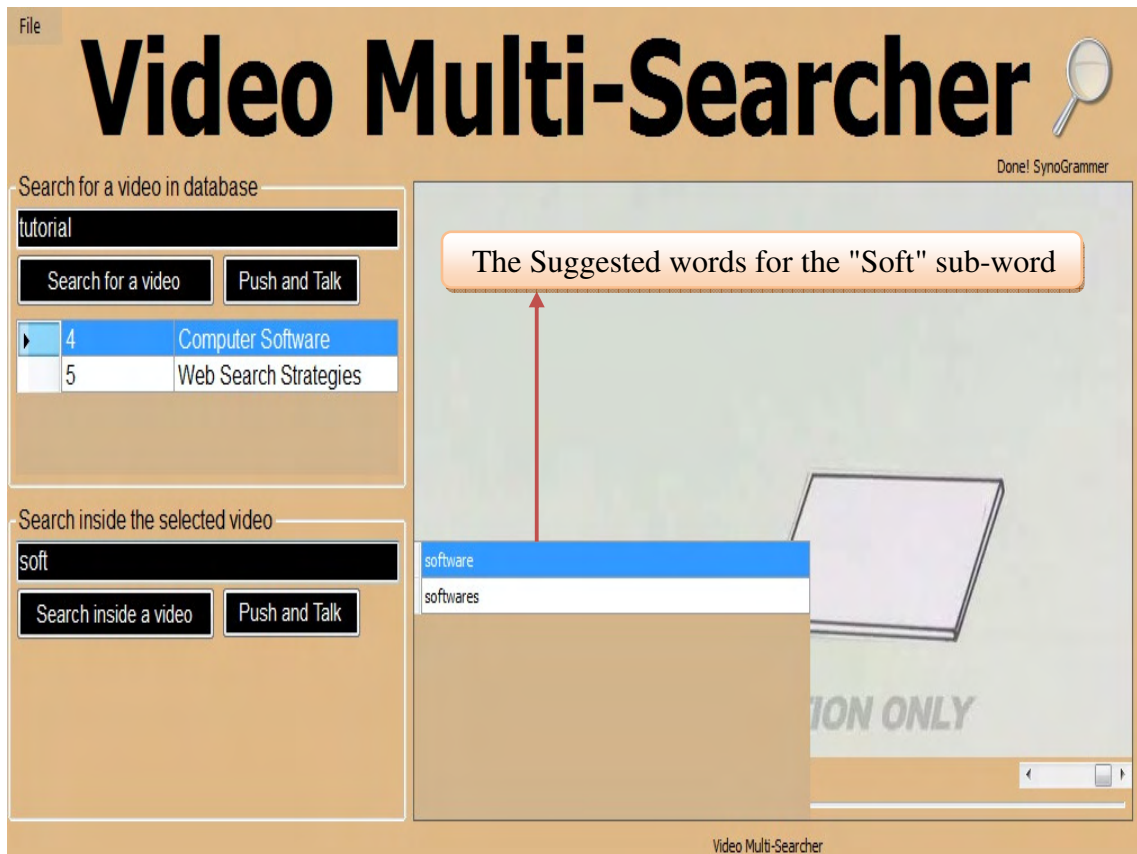 File
Video Multi-Searcher
Done! SynoGrammer
Search for a video in database
tutorial
Search for a video Push and Talk
4 Computer Software
5 Web Search Strategies
The Suggested words for the "Soft" sub-word
Search inside the selected video
soft
Search inside a video Push and Talk
software
softwares
ION ONLY
Video Multi-Searcher